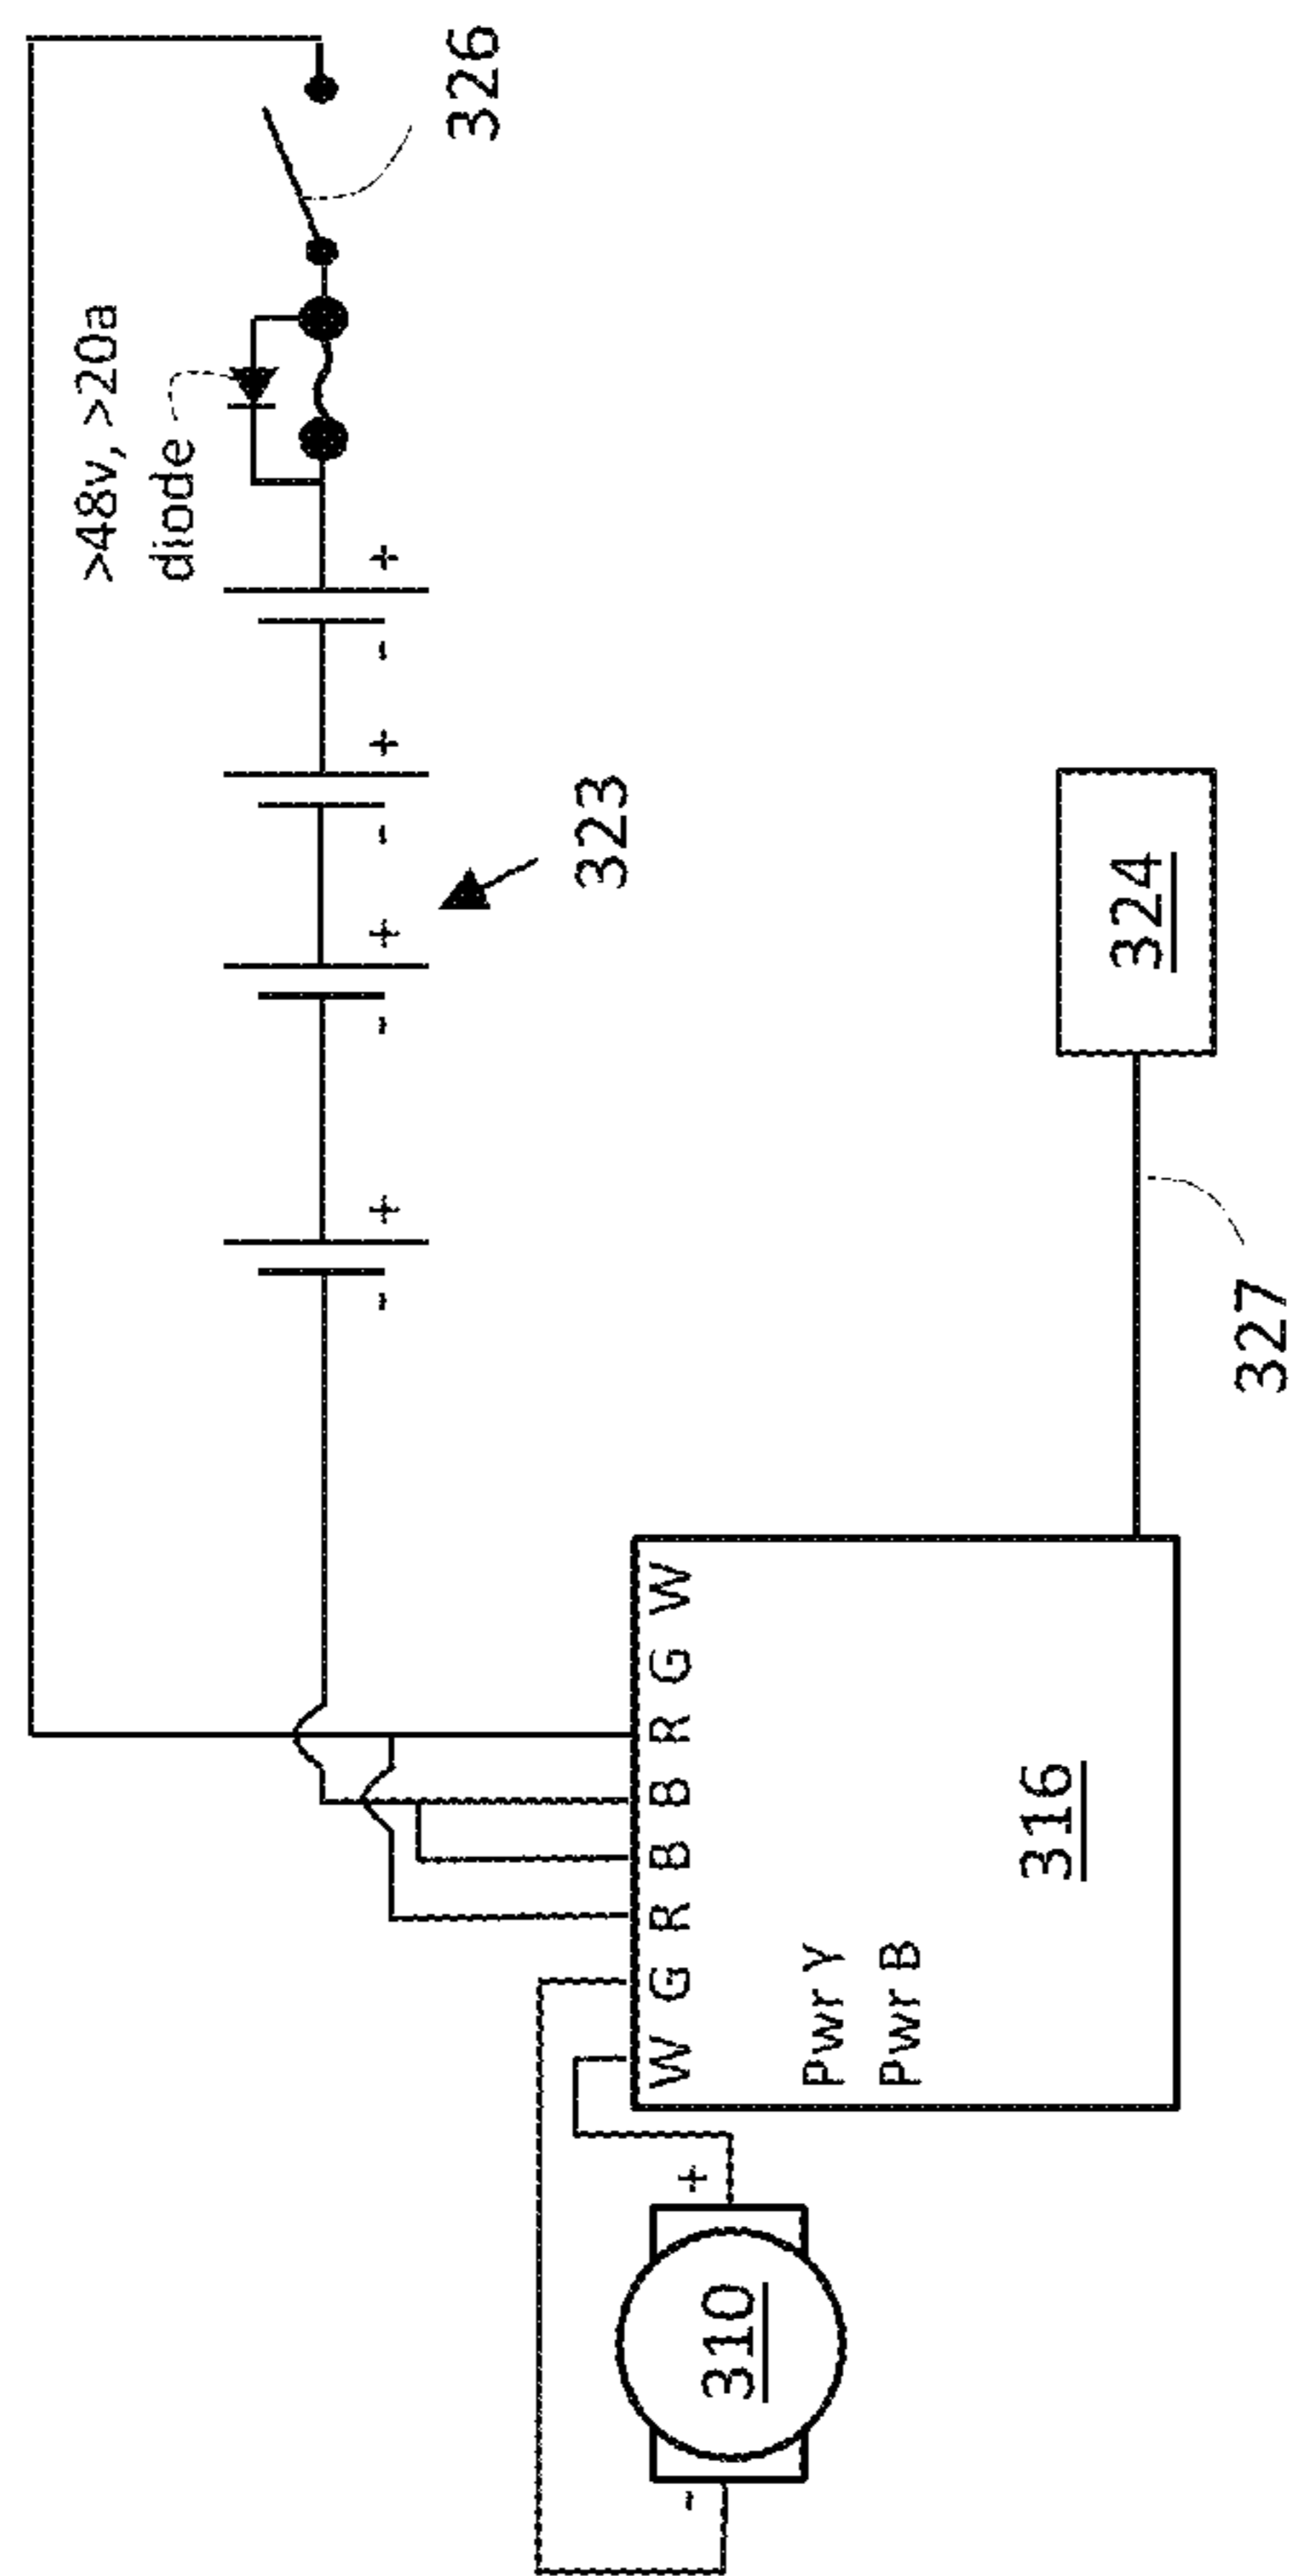 >48v, >20a
diode
326
- + - + - + - +
323
W G R B B R G W
Pwr Y
Pwr B
316
- +
310
324
327